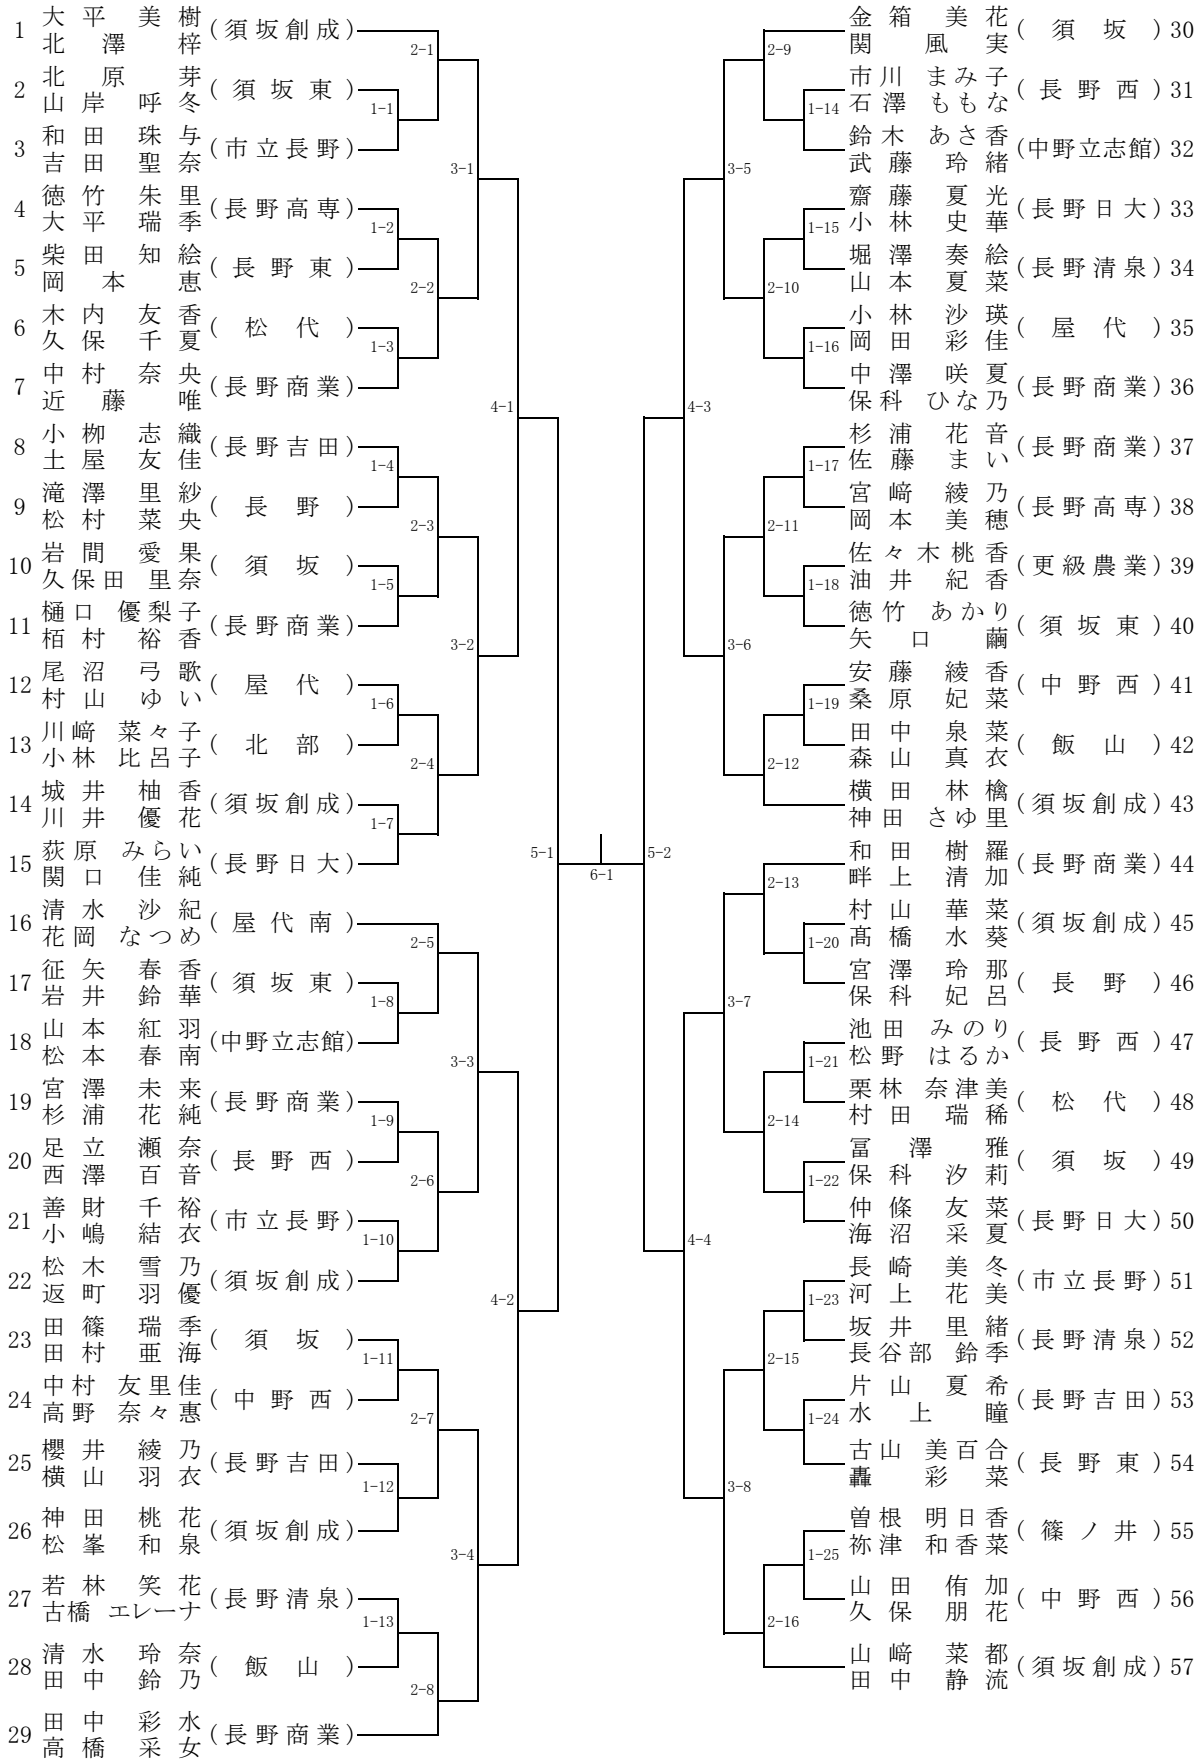 1 大平美樹 (須坂創成)
北澤梓
2 北原芽 (須坂東)
山岸呼冬
3 和田珠与 (市立長野)
吉田聖奈
4 徳竹朱里 (長野高専)
大平瑞季
5 柴田知絵 (長野東)
岡本恵
6 木内友香 (松代)
久保千夏
7 中村奈央 (長野商業)
近藤唯
8 小栁志織 (長野吉田)
土屋友佳
9 滝澤里紗 (長野)
松村菜央
10 岩間愛果 (須坂)
久保田里奈
11 樋口優梨子 (長野商業)
栢村裕香
12 尾沼弓歌 (屋代)
村山ゆい
13 川﨑菜々子 (北部)
小林比呂子
14 城井柚香 (須坂創成)
川井優花
15 荻原みらい (長野日大)
関口佳純
16 清水沙紀 (屋代南)
花岡なつめ
17 征矢春香 (須坂東)
岩井鈴華
18 山本紅羽 (中野立志館)
松本春南
19 宮澤未来 (長野商業)
杉浦花純
20 足立瀬奈 (長野西)
西澤百音
21 善財千裕 (市立長野)
小嶋結衣
22 松木雪乃 (須坂創成)
返町羽優
23 田篠瑞季 (須坂)
田村亜海
24 中村友里佳 (中野西)
高野奈々惠
25 櫻井綾乃 (長野吉田)
横山羽衣
26 神田桃花 (須坂創成)
松峯和泉
27 若林笑花 (長野清泉)
古橋エレーナ
28 清水玲奈 (飯山)
田中鈴乃
29 田中彩水 (長野商業)
高橋采女
2-1
1-1
3-1
1-2
2-2
1-3
4-1
1-4
2-3
1-5
3-2
1-6
2-4
1-7
5-1
2-5
1-8
3-3
1-9
2-6
1-10
4-2
1-11
2-7
1-12
3-4
1-13
2-8
6-1
2-9
1-14
3-5
1-15
2-10
1-16
4-3
1-17
2-11
1-18
3-6
1-19
2-12
5-2
2-13
1-20
3-7
1-21
2-14
1-22
4-4
1-23
2-15
1-24
3-8
1-25
2-16
金箱美花 (須坂) 30
関風実
市川まみ子 (長野西) 31
石澤ももな
鈴木あさ香 (中野立志館) 32
武藤玲緒
齋藤夏光 (長野日大) 33
小林史華
堀澤奏絵 (長野清泉) 34
山本夏菜
小林沙瑛 (屋代) 35
岡田彩佳
中澤咲夏 (長野商業) 36
保科ひな乃
杉浦花音 (長野商業) 37
佐藤まい
宮﨑綾乃 (長野高専) 38
岡本美穂
佐々木桃香 (更級農業) 39
油井紀香
徳竹あかり (須坂東) 40
矢口繭
安藤綾香 (中野西) 41
桑原妃菜
田中泉菜 (飯山) 42
森山真衣
横田林檎 (須坂創成) 43
神田さゆ里
和田樹羅 (長野商業) 44
畔上清加
村山華菜 (須坂創成) 45
髙橋水葵
宮澤玲那 (長野) 46
保科妃呂
池田みのり (長野西) 47
松野はるか
栗林奈津美 (松代) 48
村田瑞稀
冨澤雅 (須坂) 49
保科汐莉
仲條友菜 (長野日大) 50
海沼采夏
長崎美冬 (市立長野) 51
河上花美
坂井里緒 (長野清泉) 52
長谷部鈴季
片山夏希 (長野吉田) 53
水上瞳
古山美百合 (長野東) 54
轟彩菜
曽根明日香 (篠ノ井) 55
祢津和香菜
山田侑加 (中野西) 56
久保朋花
山﨑菜都 (須坂創成) 57
田中静流